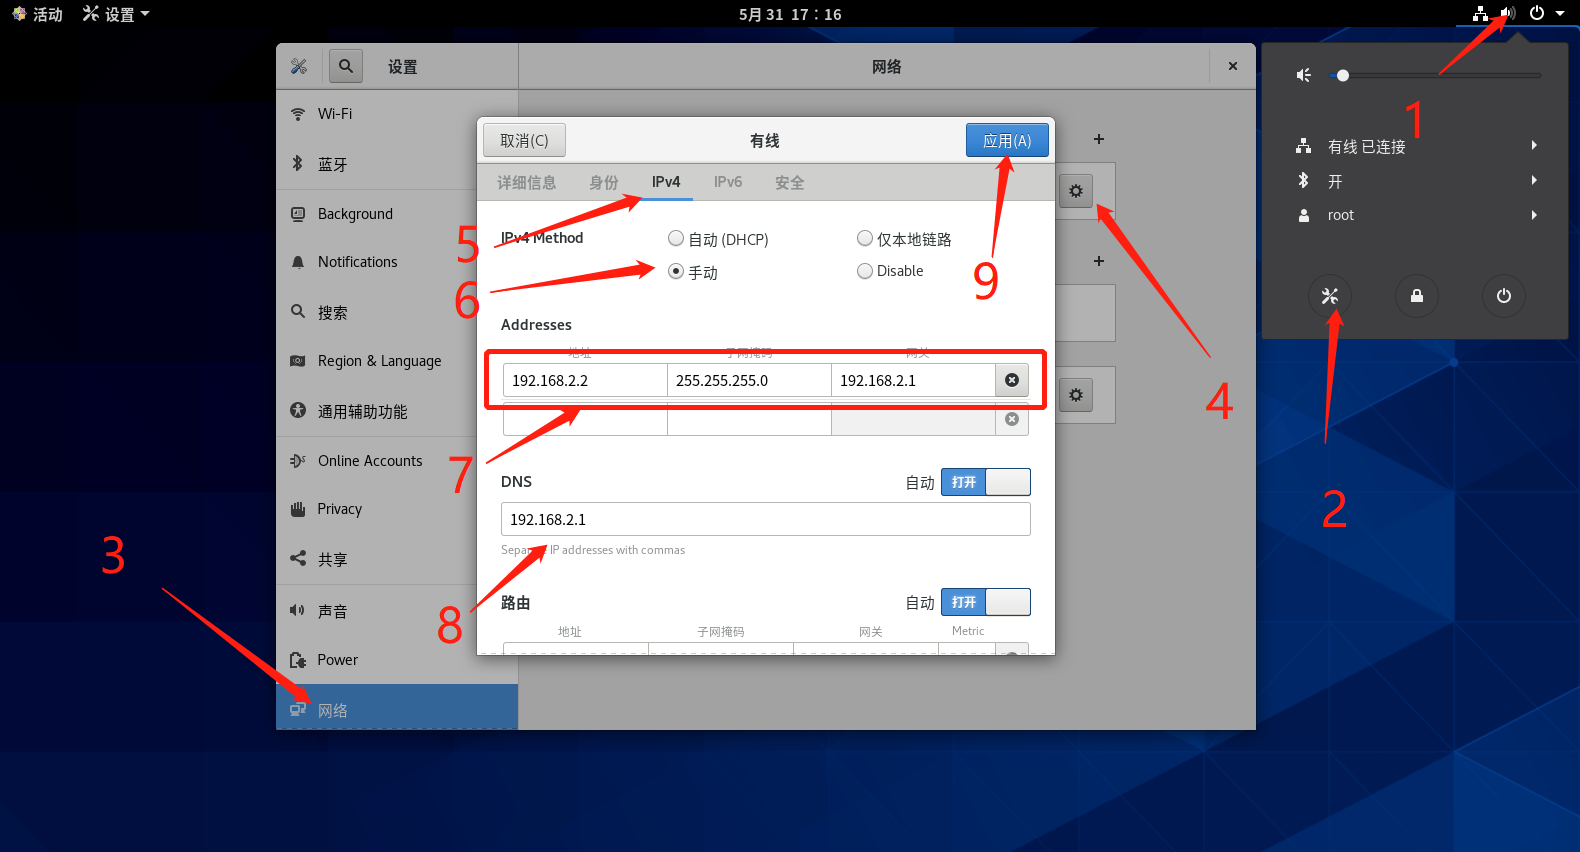 活动
设置
5月 31 17：16
设置
网络
Wi-Fi
蓝牙
Background
Notifications
搜索
Region & Language
通用辅助功能
Online Accounts
Privacy
共享
声音
Power
网络
取消(C)
有线
应用(A)
详细信息
身份
IPv4
IPv6
安全
IPv4 Method
自动 (DHCP)
仅本地链路
手动
Disable
Addresses
地址
子网掩码
网关
192.168.2.2
255.255.255.0
192.168.2.1
DNS
自动
打开
192.168.2.1
Separate IP addresses with commas
路由
自动
打开
地址
子网掩码
网关
Metric
有线 已连接
开
root
1
2
3
4
5
6
7
8
9